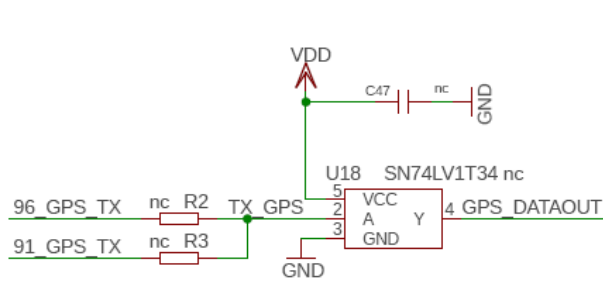 VDD
C47 nc
GND
U18 SN74LV1T34 nc
5 VCC
96_GPS_TX nc R2 TX_GPS 2 A Y 4 GPS_DATAOUT
3 GND
91_GPS_TX nc R3
GND